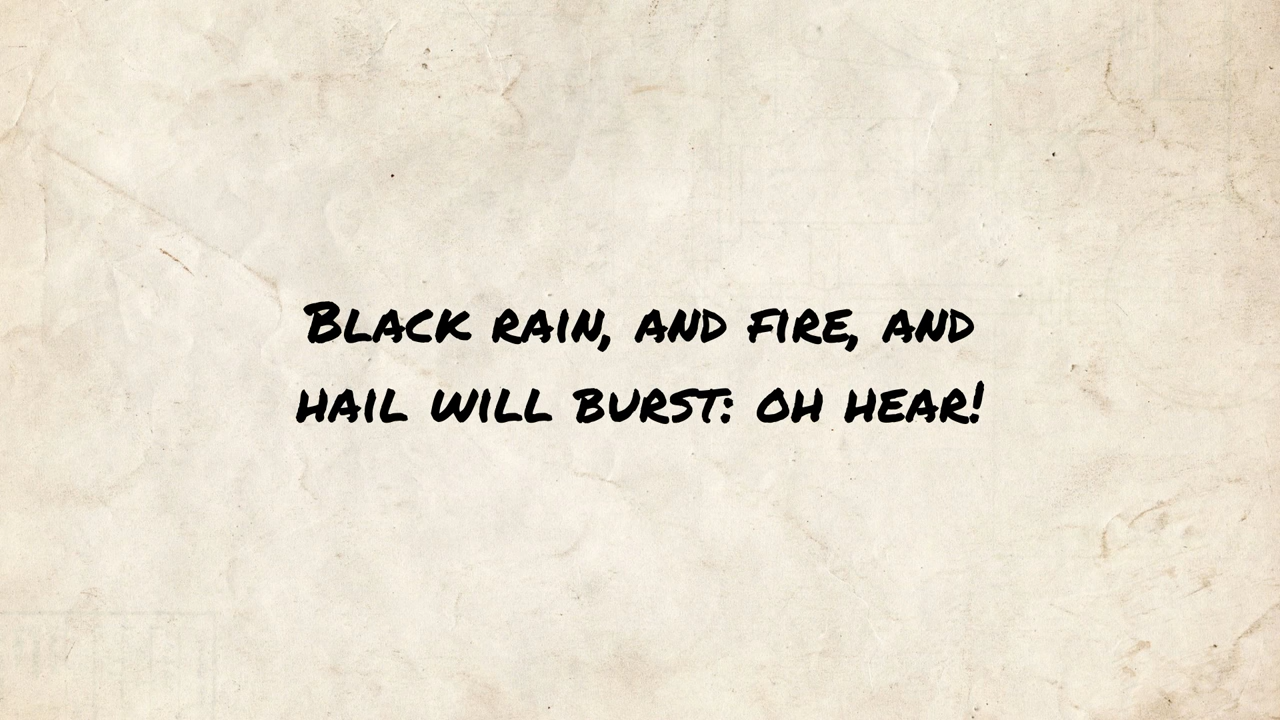 Black rain, and fire, and
hail will burst: oh hear!